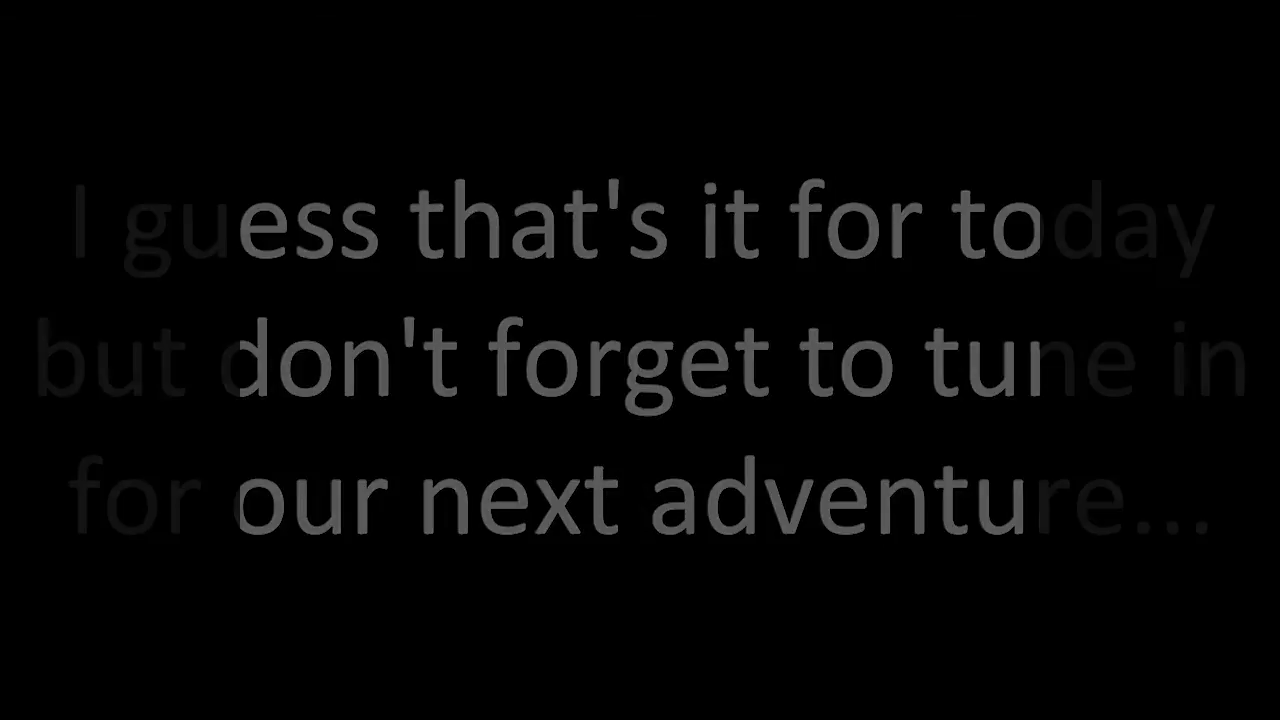 I guess that's it for today
but don't forget to tune in
for our next adventure...